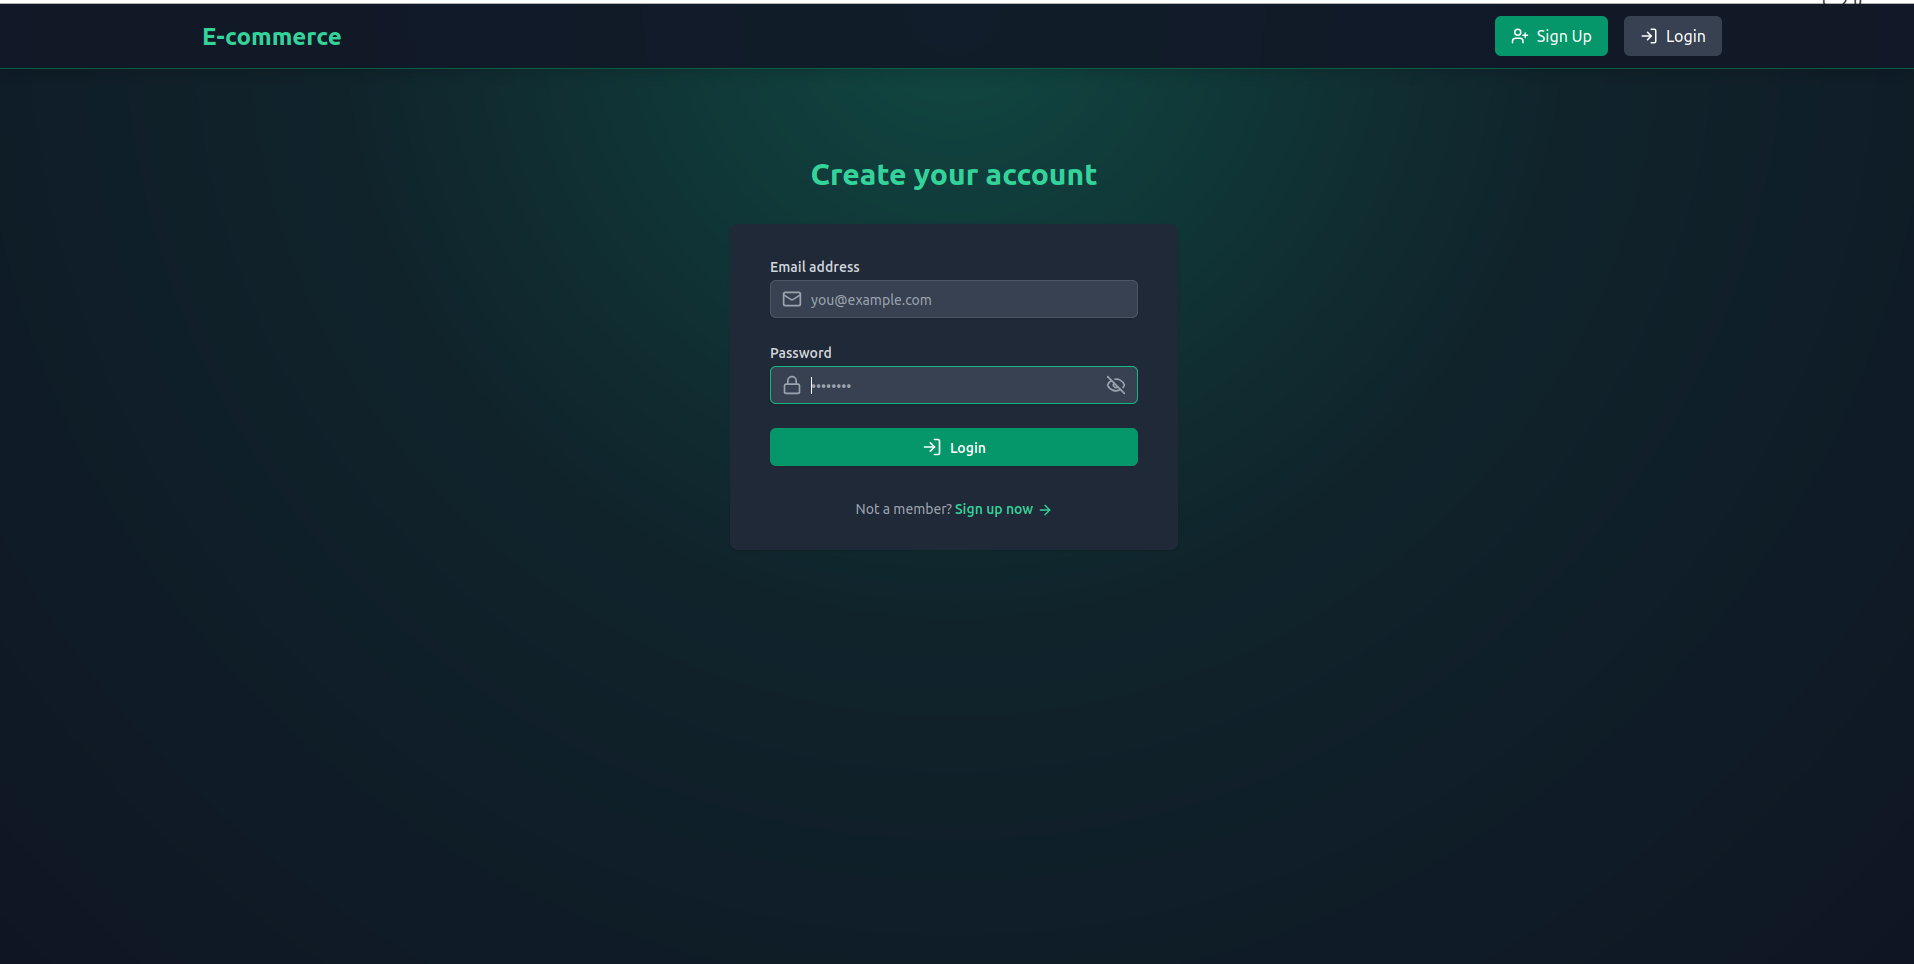 E-commerce
Sign Up
Login
Create your account
Email address
you@example.com
Password
••••••••
Login
Not a member? Sign up now →